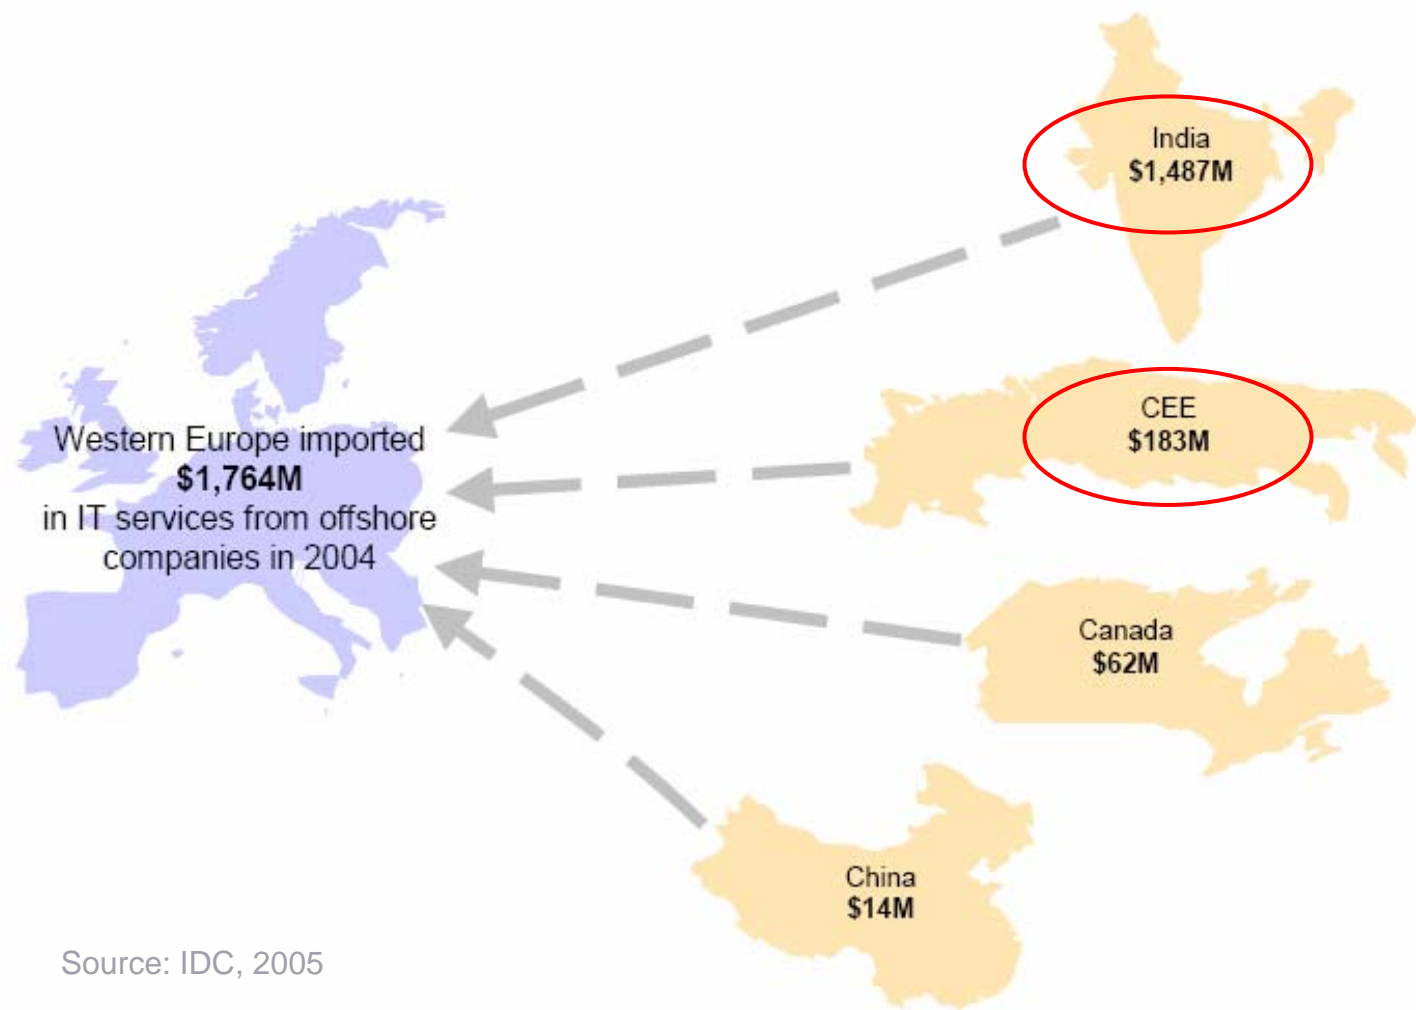 India
$1,487M
CEE
$183M
Western Europe imported
$1,764M
in IT services from offshore
companies in 2004
Canada
$62M
China
$14M
Source: IDC, 2005